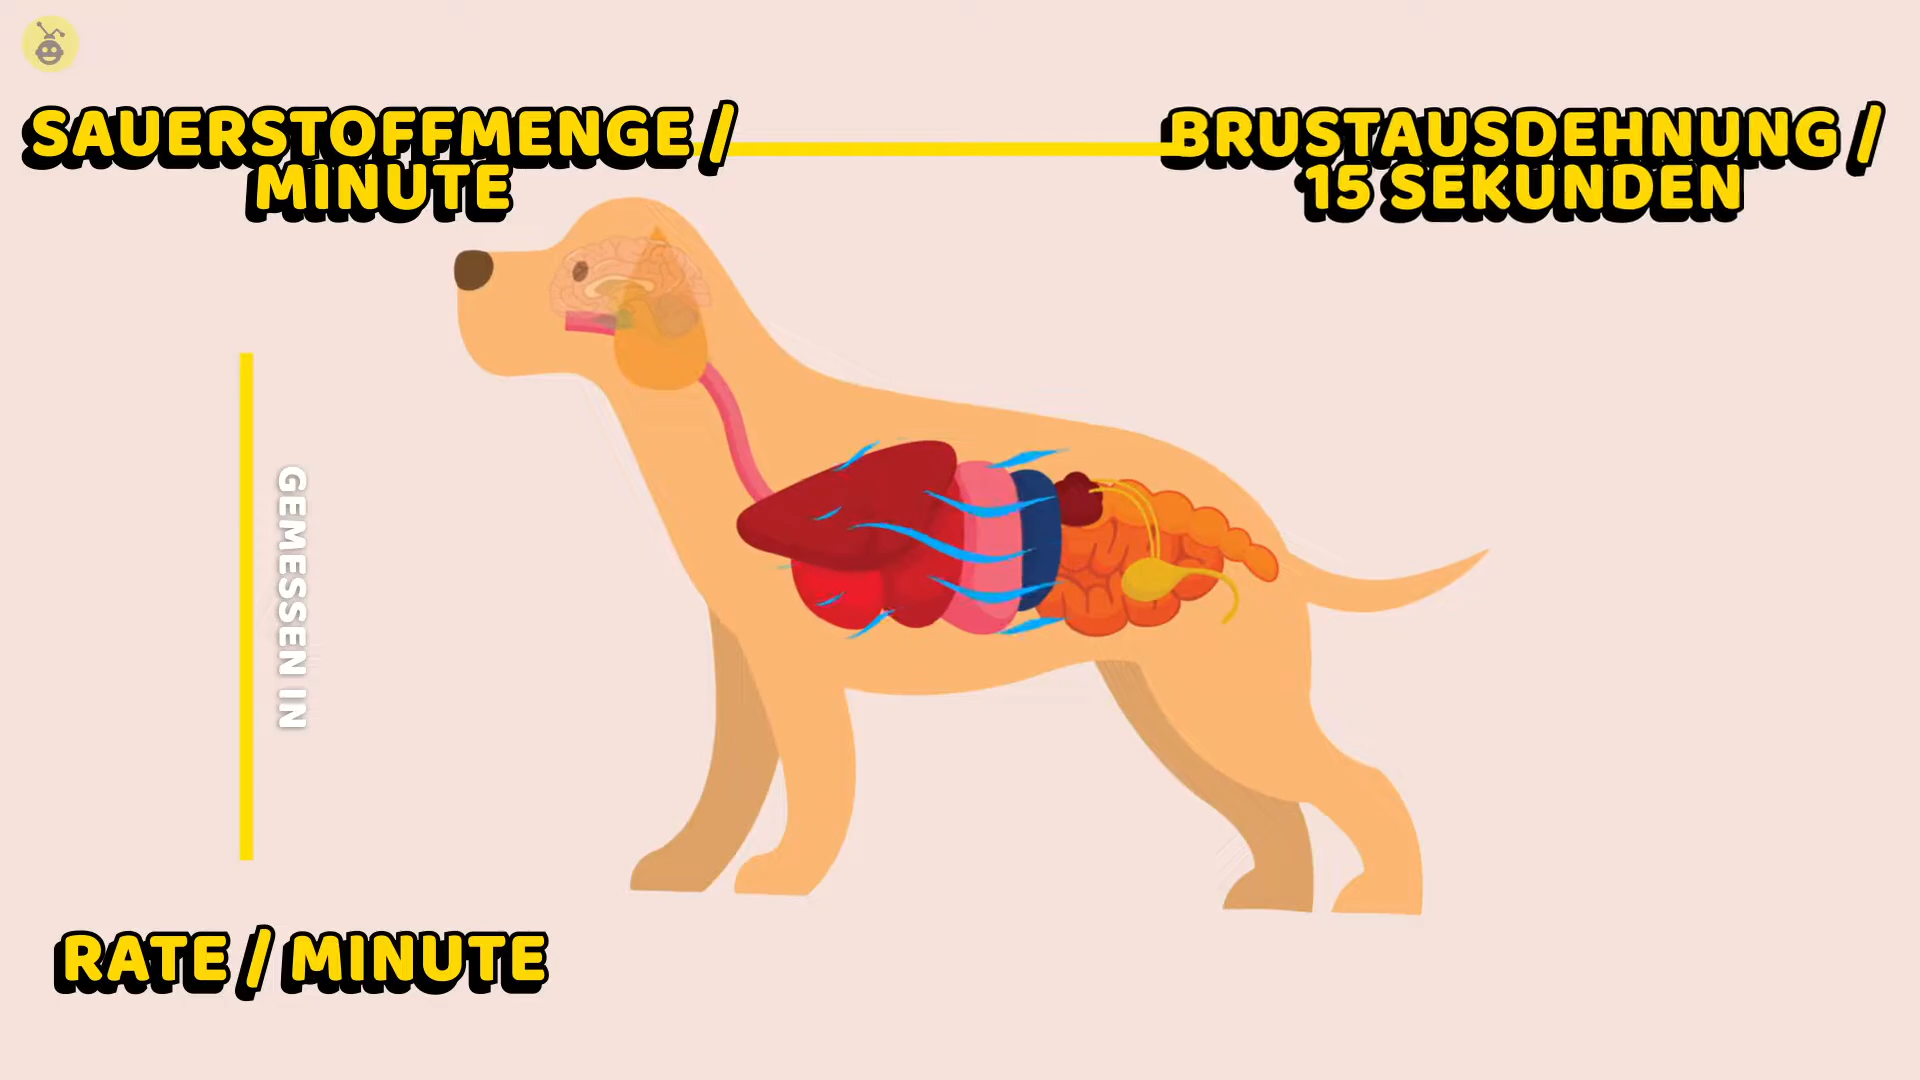 SAUERSTOFFMENGE /
MINUTE
BRUSTAUSDEHNUNG /
15 SEKUNDEN
GEMESSEN IN
RATE / MINUTE